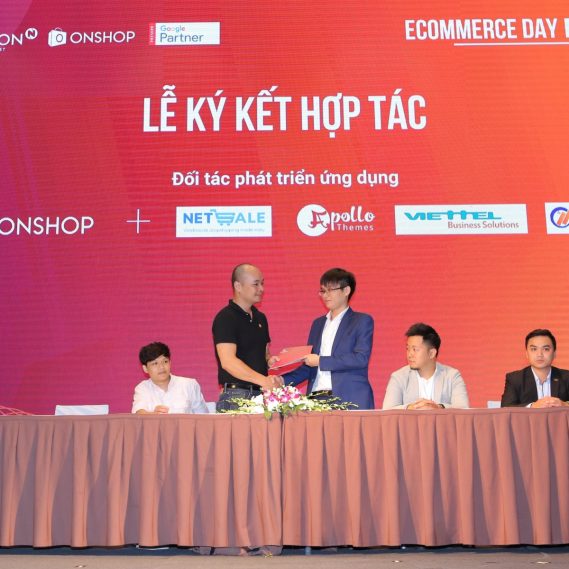 ON N
ONSHOP
Google
Partner
ECOMMERCE DAY
LỄ KÝ KẾT HỢP TÁC
Đối tác phát triển ứng dụng
ONSHOP
+
NETSALE
Apollo
Themes
VIETTEL
Business Solutions